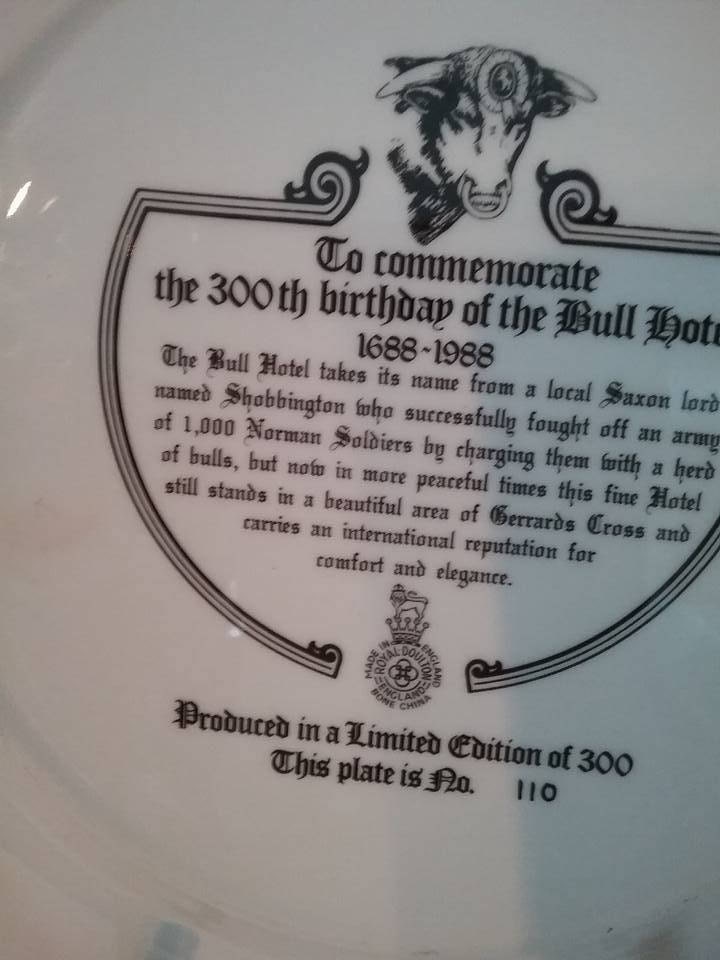 To commemorate
the 300th birthday of the Bull Hote
1688~1988
The Bull Hotel takes its name from a local Saxon lord
named Shobbington who successfully fought off an army
of 1,000 Norman Soldiers by charging them with a herd
of bulls, but now in more peaceful times this fine Hotel
still stands in a beautiful area of Gerrards Cross and
carries an international reputation for
comfort and elegance.
MADE IN ENGLAND
ROYAL·DOULTON
ENGLAND
BONE CHINA
Produced in a Limited Edition of 300
This plate is No. 110